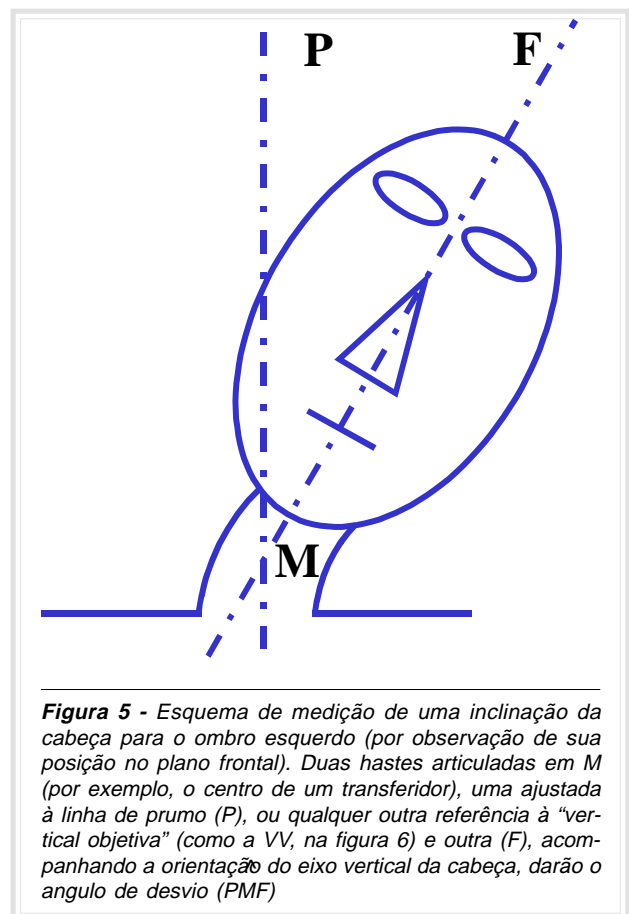 P
F
M
Figura 5 - Esquema de medição de uma inclinação da
cabeça para o ombro esquerdo (por observação de sua
posição no plano frontal). Duas hastes articuladas em M
(por exemplo, o centro de um transferidor), uma ajustada
à linha de prumo (P), ou qualquer outra referência à “ver-
tical objetiva” (como a VV, na figura 6) e outra (F), acom-
panhando a orientação do eixo vertical da cabeça, darão o
angulo de desvio (PMF)